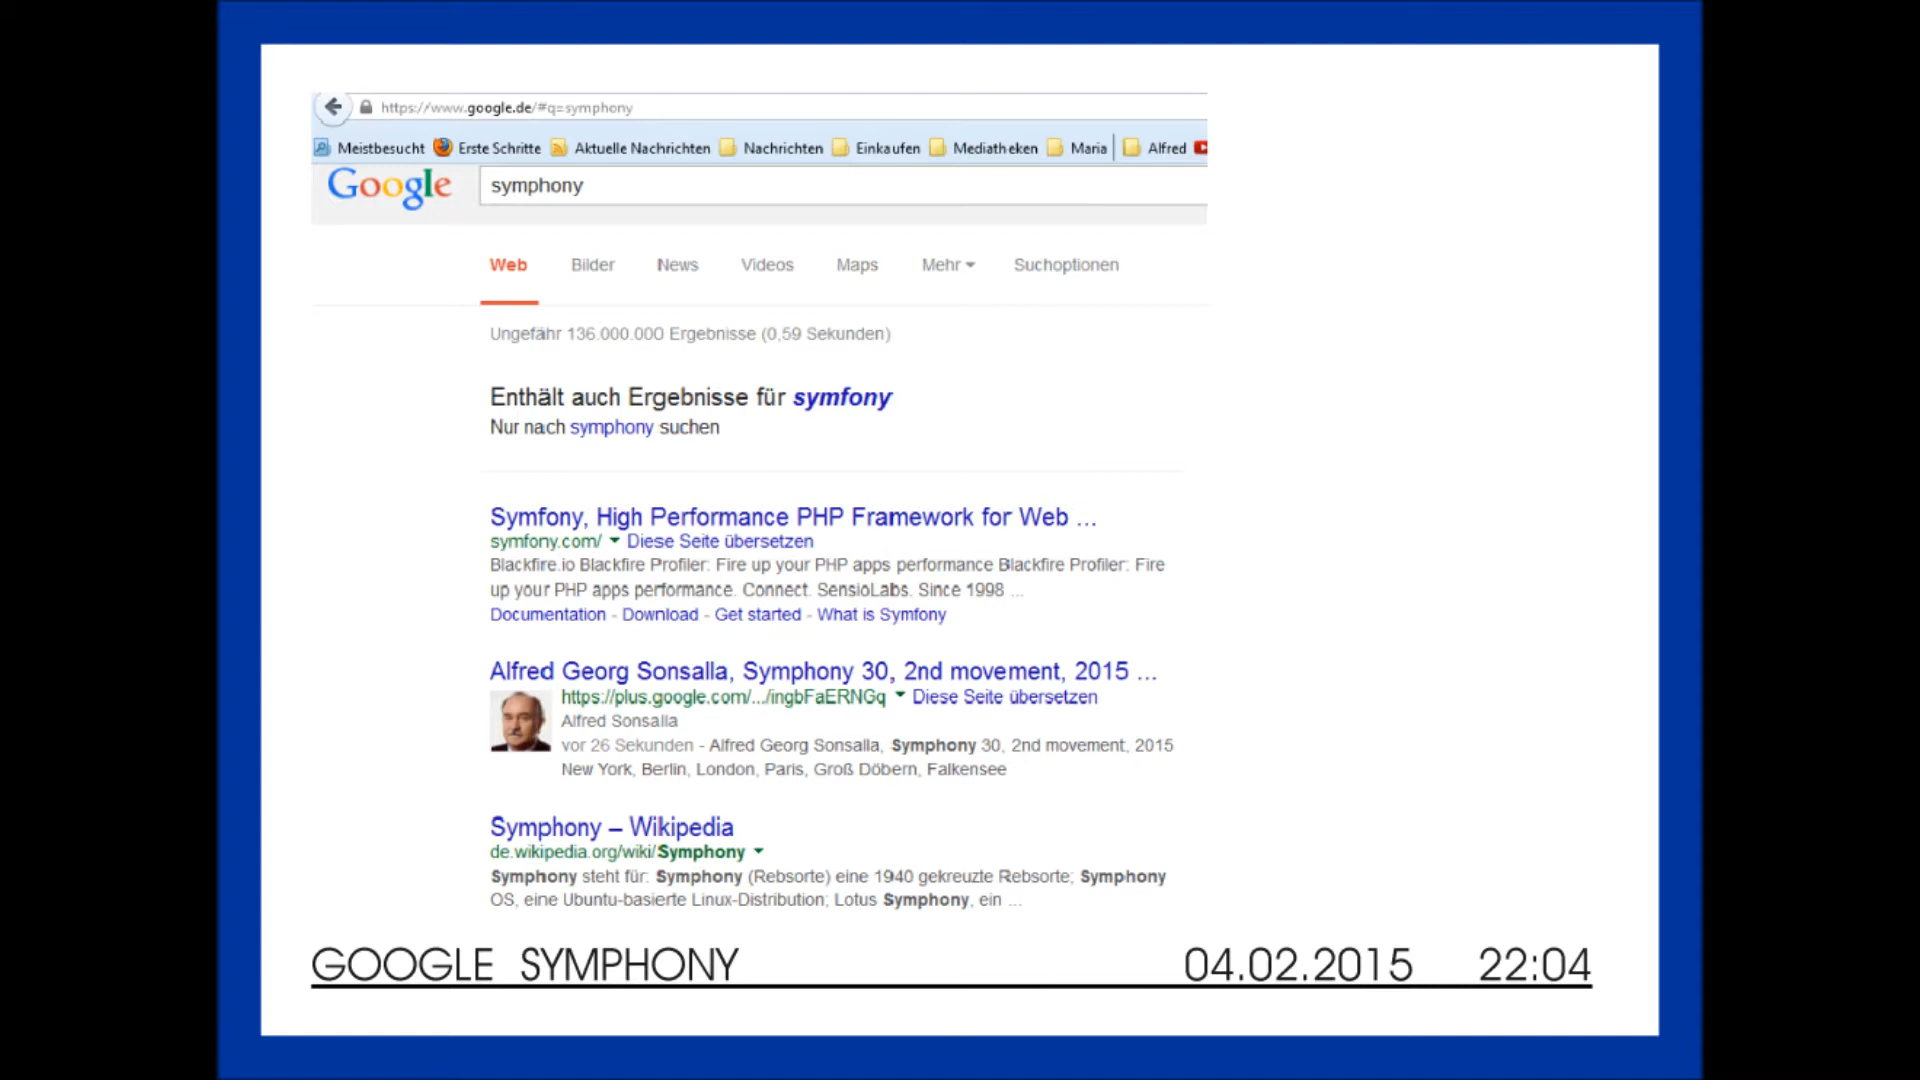 https://www.google.de/#q=symphony
Meistbesucht Erste Schritte Aktuelle Nachrichten Nachrichten Einkaufen Mediatheken Maria Alfred
Google symphony
Web Bilder News Videos Maps Mehr Suchoptionen
Ungefähr 136.000.000 Ergebnisse (0,59 Sekunden)
Enthält auch Ergebnisse für symfony
Nur nach symphony suchen
Symfony, High Performance PHP Framework for Web ...
symfony.com/ Diese Seite übersetzen
Blackfire.io Blackfire Profiler: Fire up your PHP apps performance Blackfire Profiler: Fire
up your PHP apps performance. Connect. SensioLabs. Since 1998 ...
Documentation - Download - Get started - What is Symfony
Alfred Georg Sonsalla, Symphony 30, 2nd movement, 2015 ...
https://plus.google.com/.../ingbFaERNGq Diese Seite übersetzen
Alfred Sonsalla
vor 26 Sekunden - Alfred Georg Sonsalla, Symphony 30, 2nd movement, 2015
New York, Berlin, London, Paris, Groß Döbern, Falkensee
Symphony – Wikipedia
de.wikipedia.org/wiki/Symphony
Symphony steht für: Symphony (Rebsorte) eine 1940 gekreuzte Rebsorte; Symphony
OS, eine Ubuntu-basierte Linux-Distribution; Lotus Symphony, ein ...
GOOGLE SYMPHONY 04.02.2015 22:04